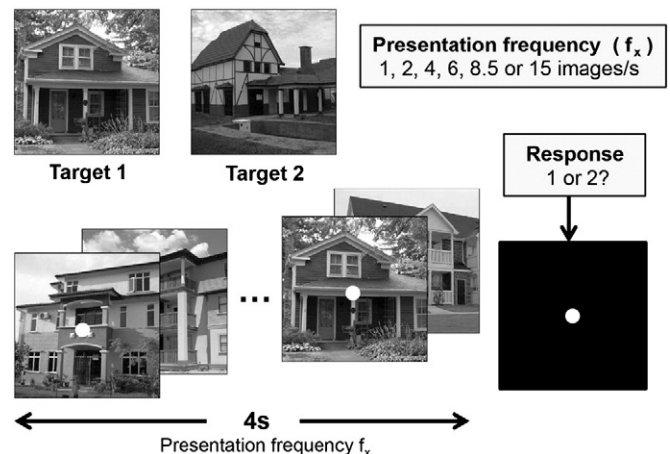 Presentation frequency ( fx )
1, 2, 4, 6, 8.5 or 15 images/s
Target 1
Target 2
Response
1 or 2?
...
4s
Presentation frequency fx